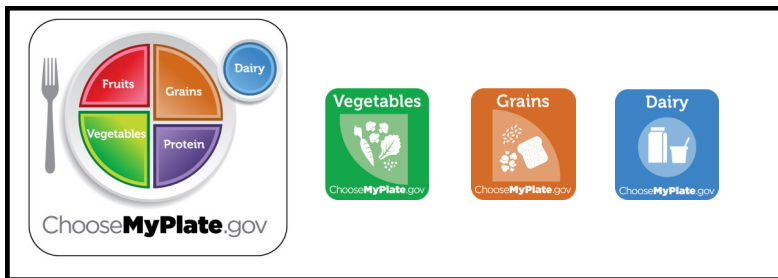 Fruits
Grains
Dairy
Vegetables
Protein
ChooseMyPlate.gov
Vegetables
ChooseMyPlate.gov
Grains
ChooseMyPlate.gov
Dairy
ChooseMyPlate.gov